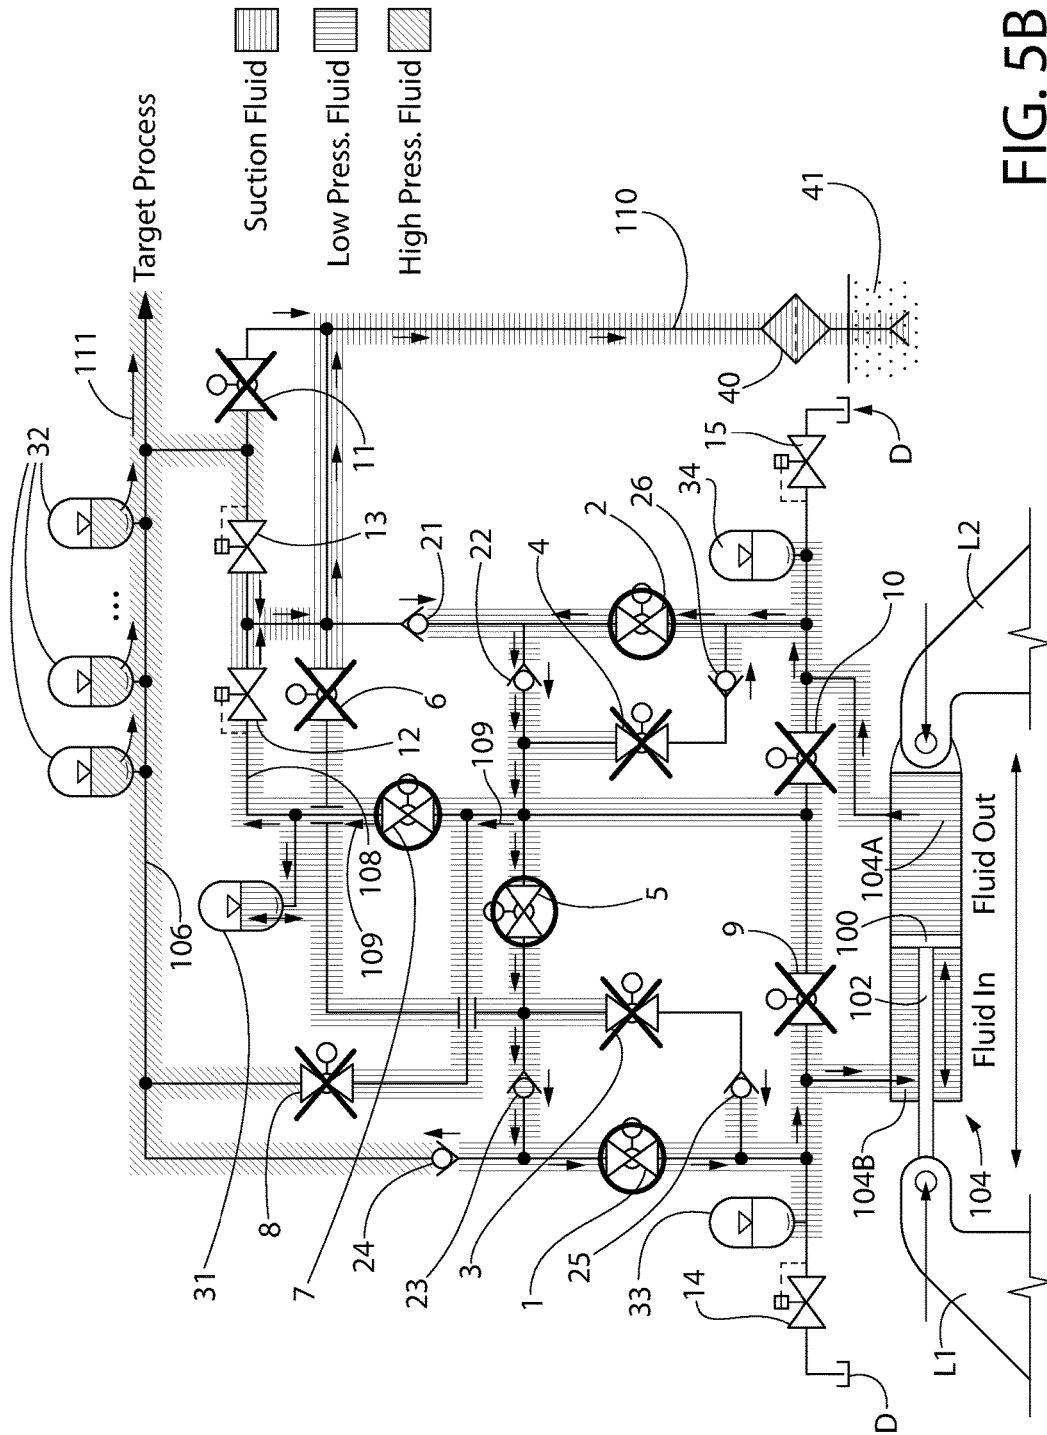 FIG. 5B
Suction Fluid
Low Press. Fluid
High Press. Fluid
Target Process
111
32
...
106
11
13
12
6
109
109
108
31
8
7
24
23
3
1
25
33
14
D
21
22
4
2
26
34
15
10
5
9
110
40
41
D
L1
L2
104
104B
104A
102
100
Fluid In
Fluid Out